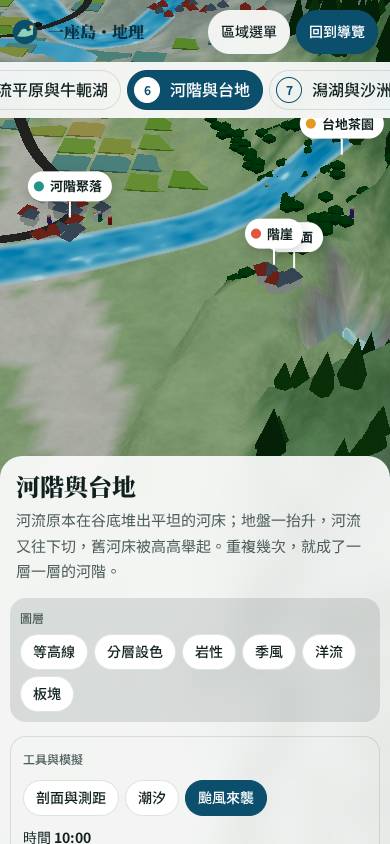 一座島·地理
區域選單
回到導覽
流平原與牛軛湖
6 河階與台地
7 潟湖與沙洲
台地茶園
河階聚落
階崖
面
河階與台地
河流原本在谷底堆出平坦的河床；地盤一抬升，河流
又往下切，舊河床被高高舉起。重複幾次，就成了一
層一層的河階。
圖層
等高線
分層設色
岩性
季風
洋流
板塊
工具與模擬
剖面與測距
潮汐
颱風來襲
時間 10:00